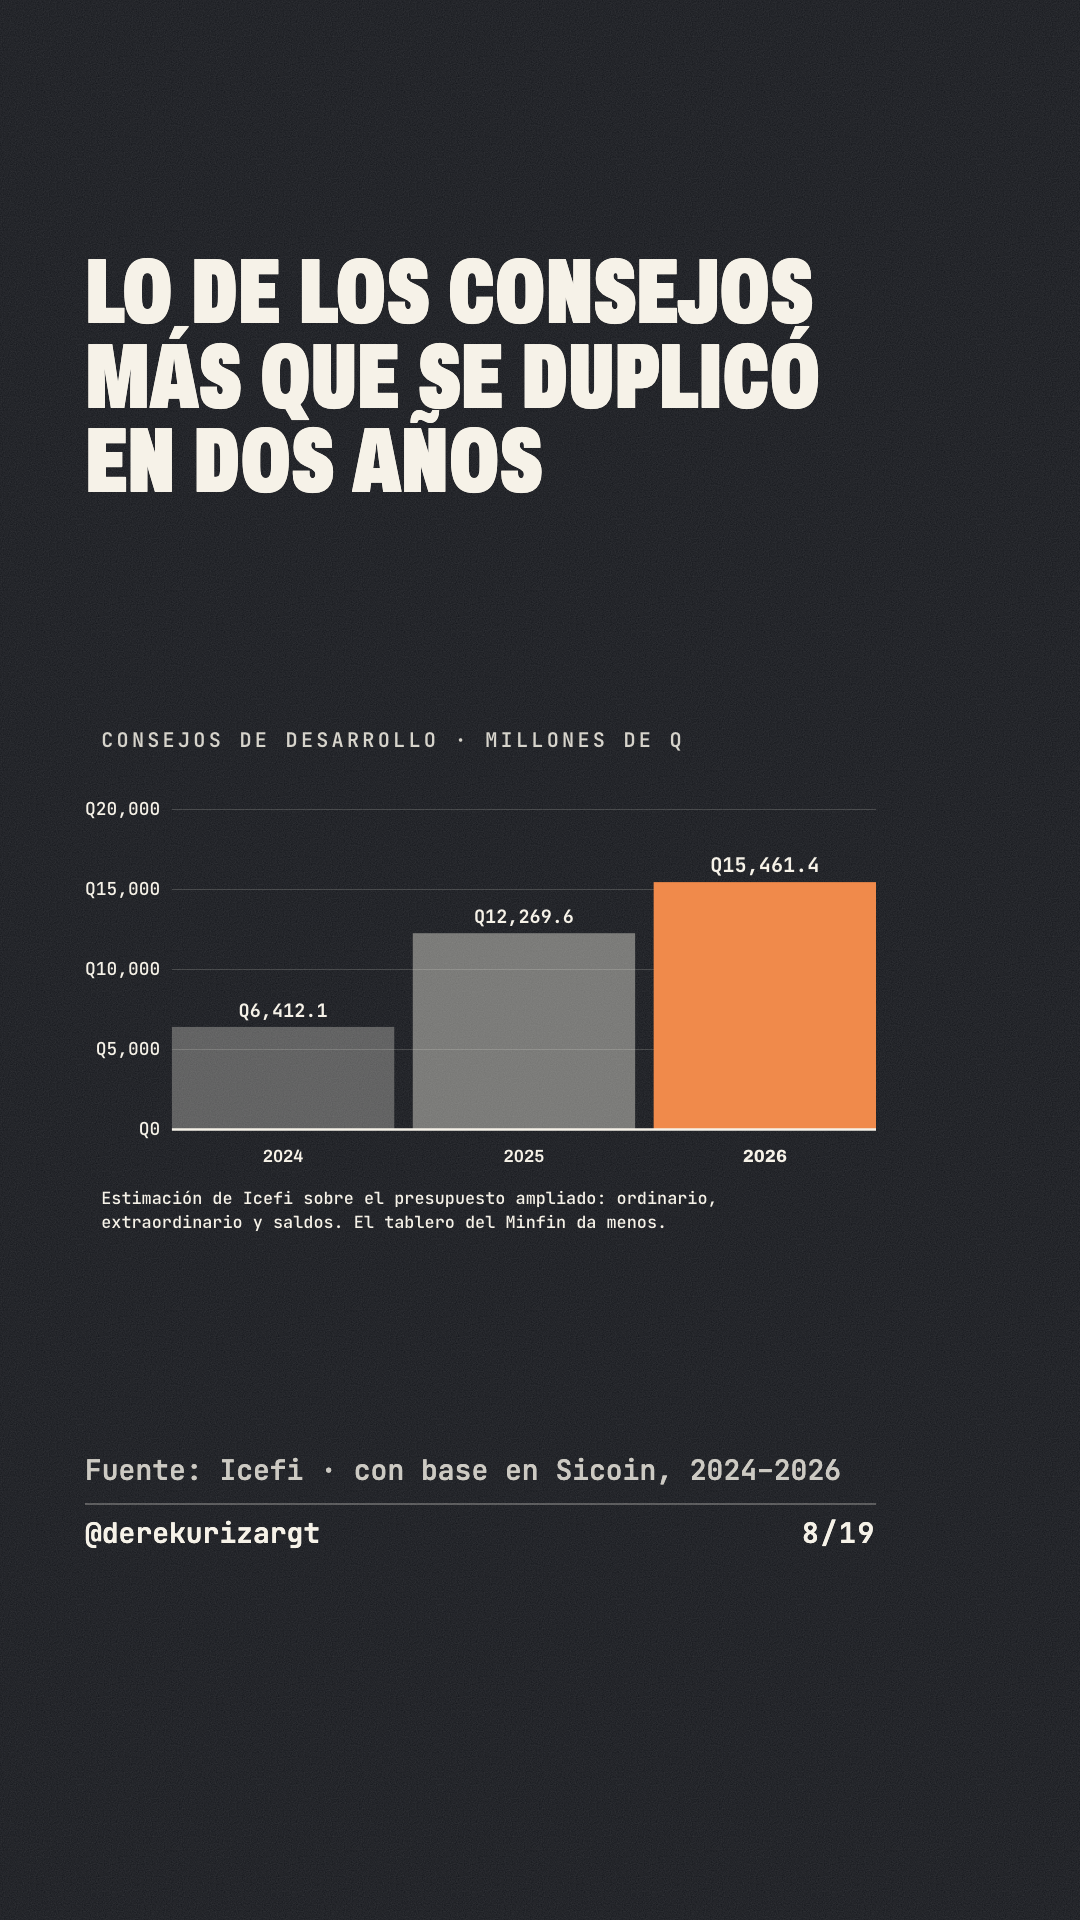 LO DE LOS CONSEJOS
MÁS QUE SE DUPLICÓ
EN DOS AÑOS
CONSEJOS DE DESARROLLO · MILLONES DE Q
Q20,000
Q15,000
Q10,000
Q5,000
Q0
Q6,412.1
Q12,269.6
Q15,461.4
2024
2025
2026
Estimación de Icefi sobre el presupuesto ampliado: ordinario,
extraordinario y saldos. El tablero del Minfin da menos.
Fuente: Icefi · con base en Sicoin, 2024–2026
@derekurizargt
8/19